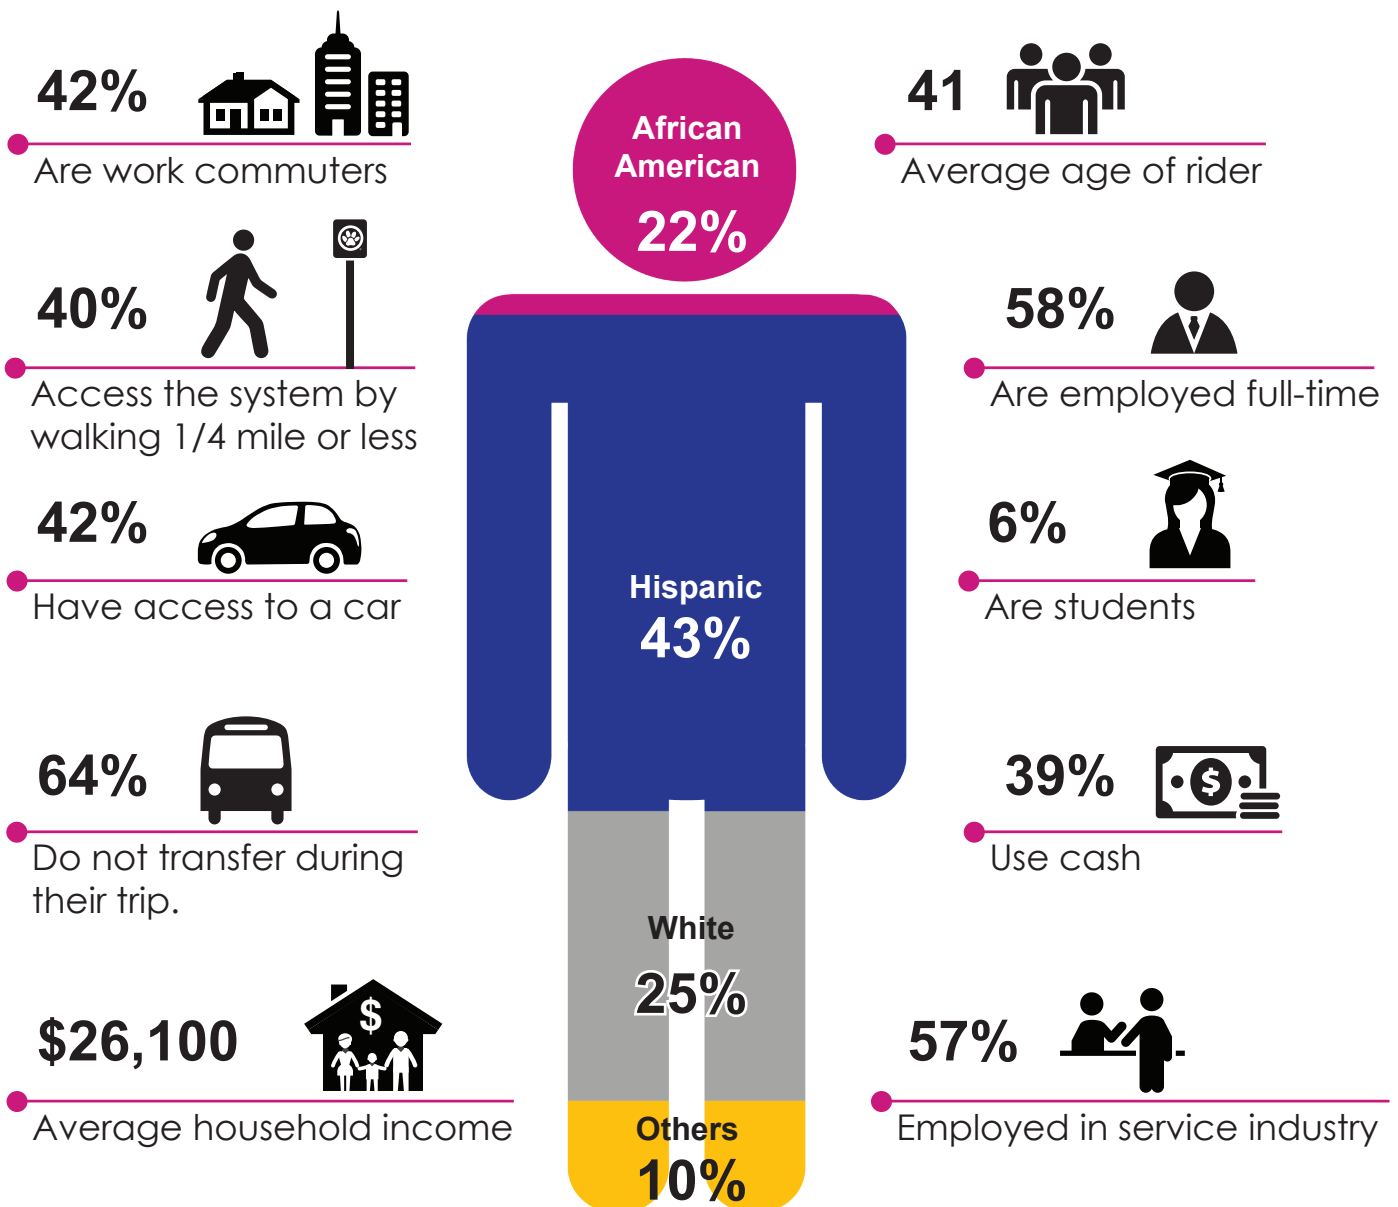 42%
Are work commuters
40%
Access the system by
walking 1/4 mile or less
42%
Have access to a car
64%
Do not transfer during
their trip.
$
$26,100
Average household income
African
American
22%
Hispanic
43%
White
25%
Others
10%
41
Average age of rider
58%
Are employed full-time
6%
Are students
39%
$
Use cash
57%
Employed in service industry